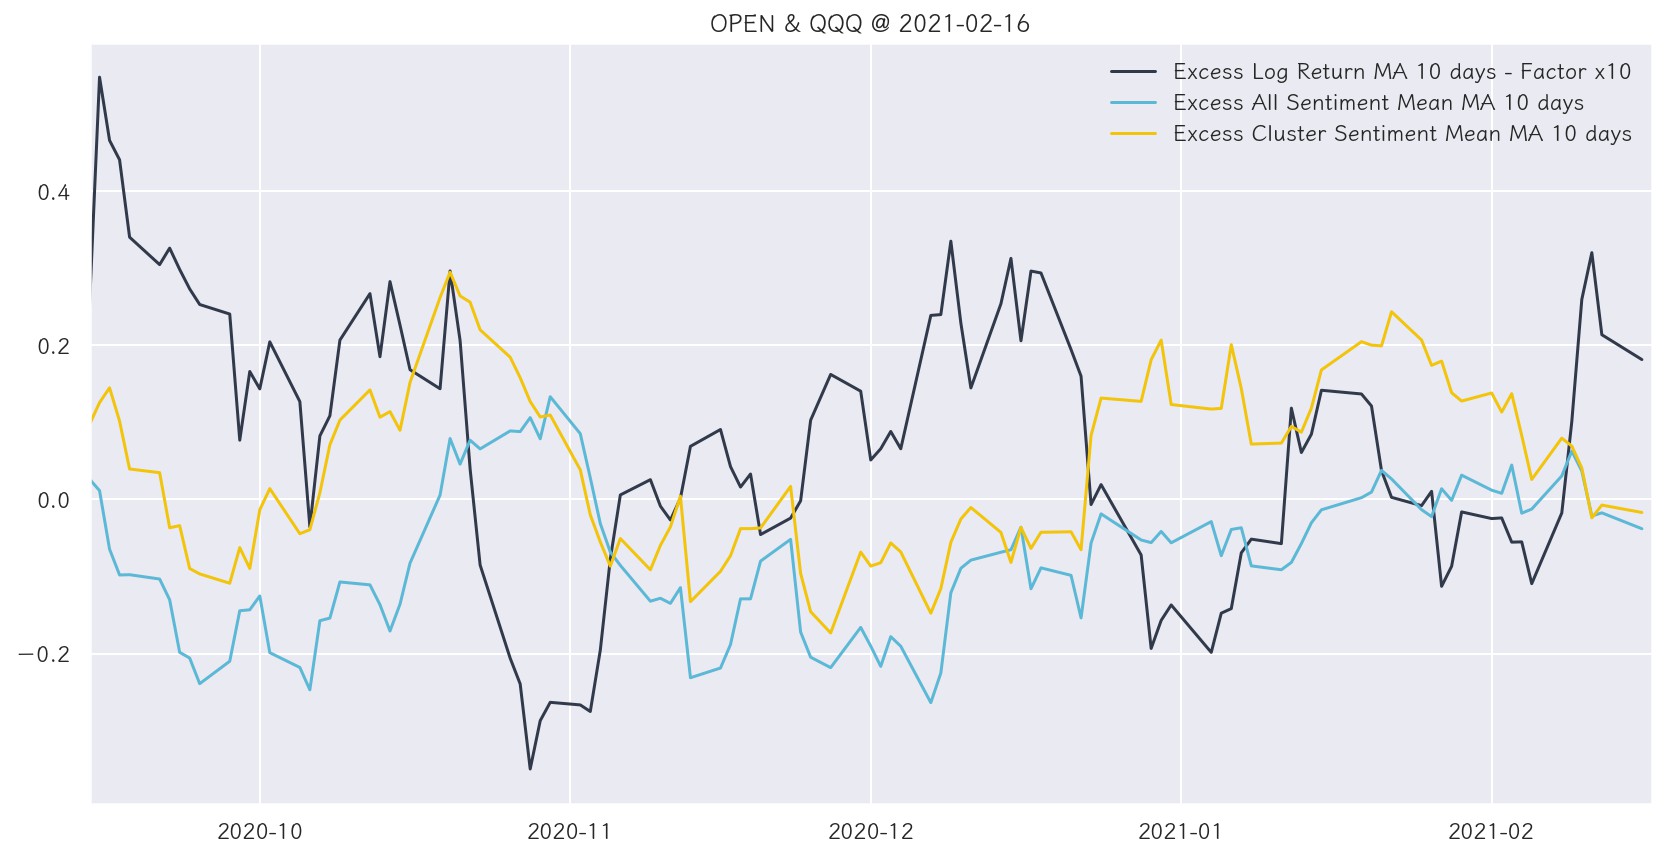 OPEN & QQQ @ 2021-02-16
Excess Log Return MA 10 days - Factor x10
Excess All Sentiment Mean MA 10 days
Excess Cluster Sentiment Mean MA 10 days
0.4
0.2
0.0
−0.2
2020-10 2020-11 2020-12 2021-01 2021-02